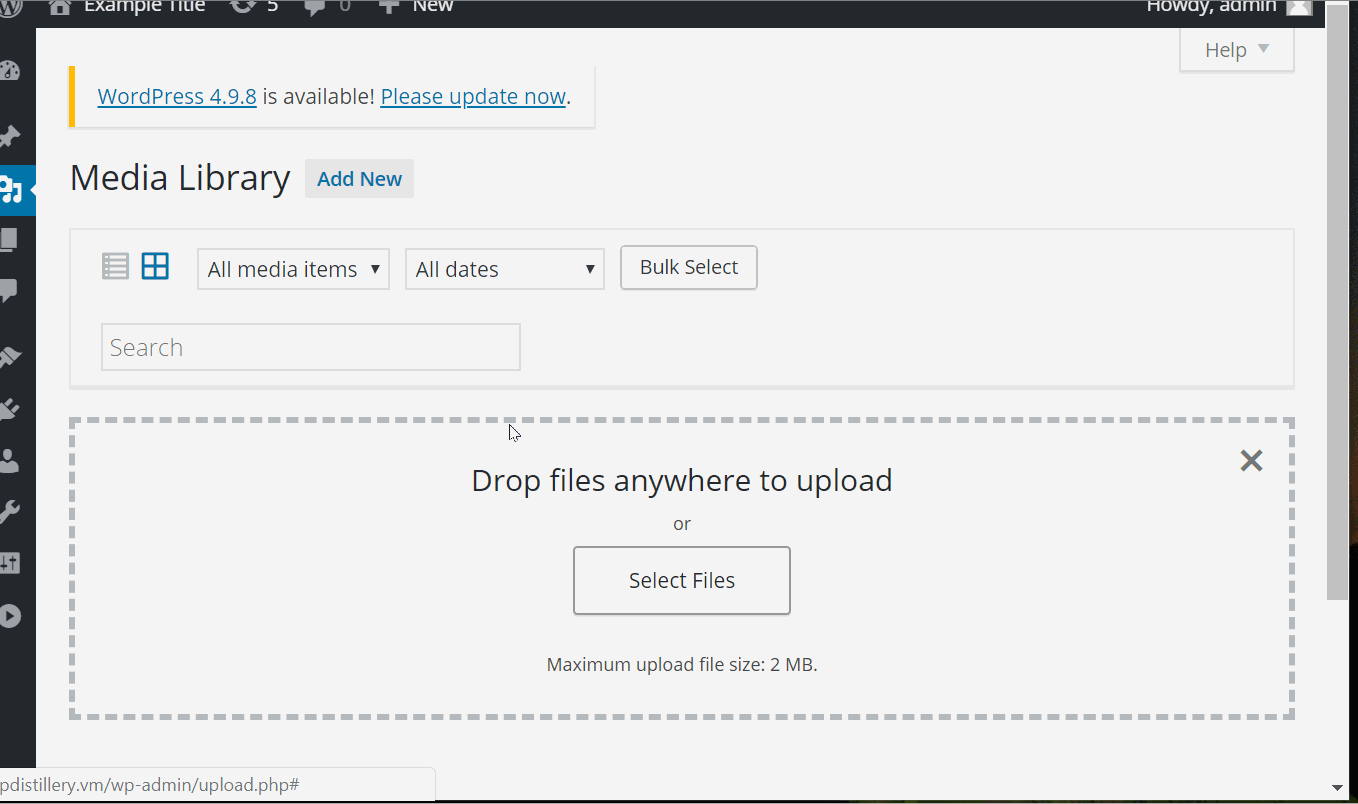 Example Title 5 0 New Howdy, admin
Help
WordPress 4.9.8 is available! Please update now.
Media Library Add New
All media items All dates Bulk Select
Search
Drop files anywhere to upload
or
Select Files
Maximum upload file size: 2 MB.
pdistillery.vm/wp-admin/upload.php#